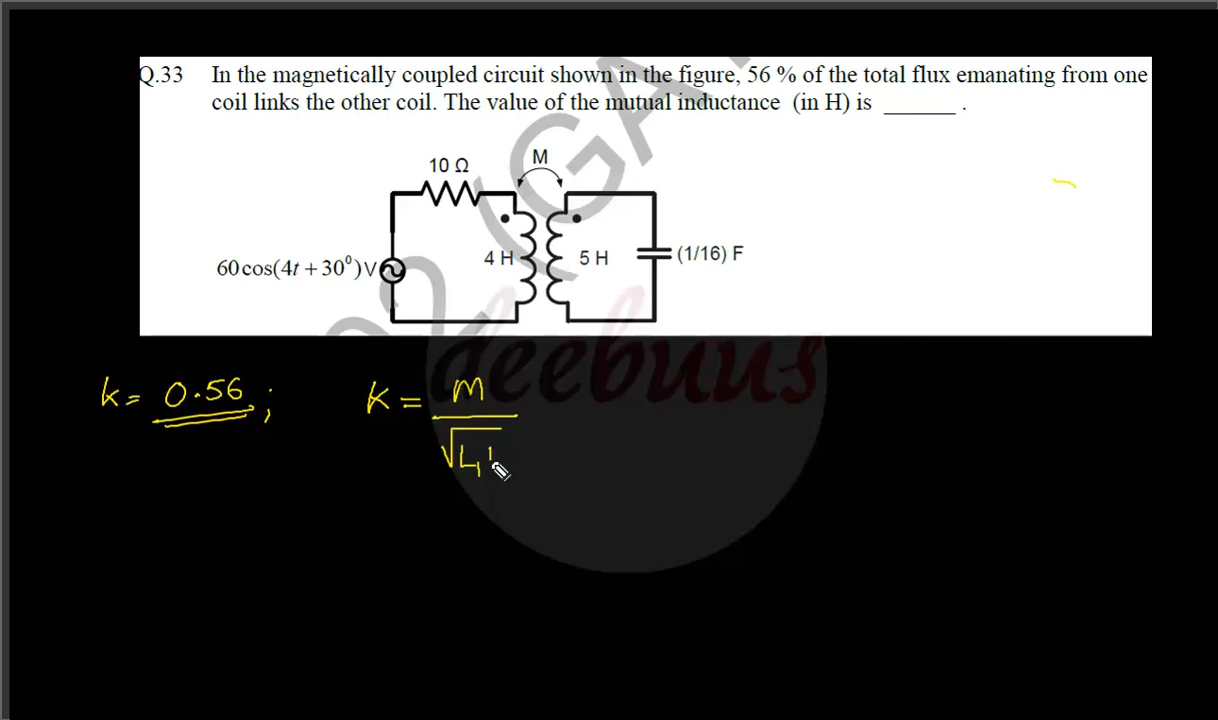 Q.33 In the magnetically coupled circuit shown in the figure, 56 % of the total flux emanating from one
coil links the other coil. The value of the mutual inductance (in H) is ______ .
M
10 Ω
4 H
5 H
(1/16) F
60cos(4t+30⁰)V
deebuus
k = 0.56 ; K = M
√L₁